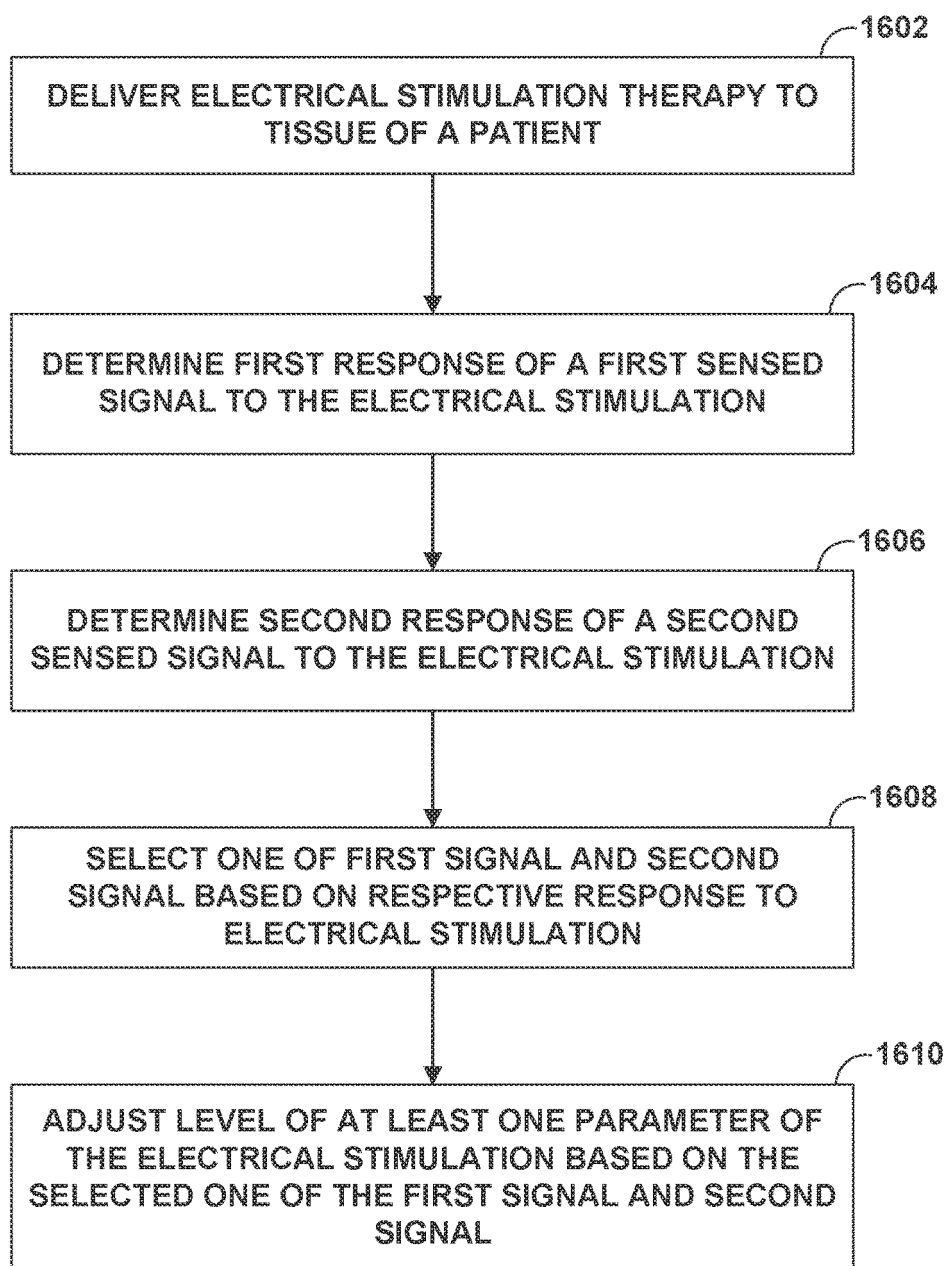 1602
DELIVER ELECTRICAL STIMULATION THERAPY TO
TISSUE OF A PATIENT
1604
DETERMINE FIRST RESPONSE OF A FIRST SENSED
SIGNAL TO THE ELECTRICAL STIMULATION
1606
DETERMINE SECOND RESPONSE OF A SECOND
SENSED SIGNAL TO THE ELECTRICAL STIMULATION
1608
SELECT ONE OF FIRST SIGNAL AND SECOND
SIGNAL BASED ON RESPECTIVE RESPONSE TO
ELECTRICAL STIMULATION
1610
ADJUST LEVEL OF AT LEAST ONE PARAMETER OF
THE ELECTRICAL STIMULATION BASED ON THE
SELECTED ONE OF THE FIRST SIGNAL AND SECOND
SIGNAL